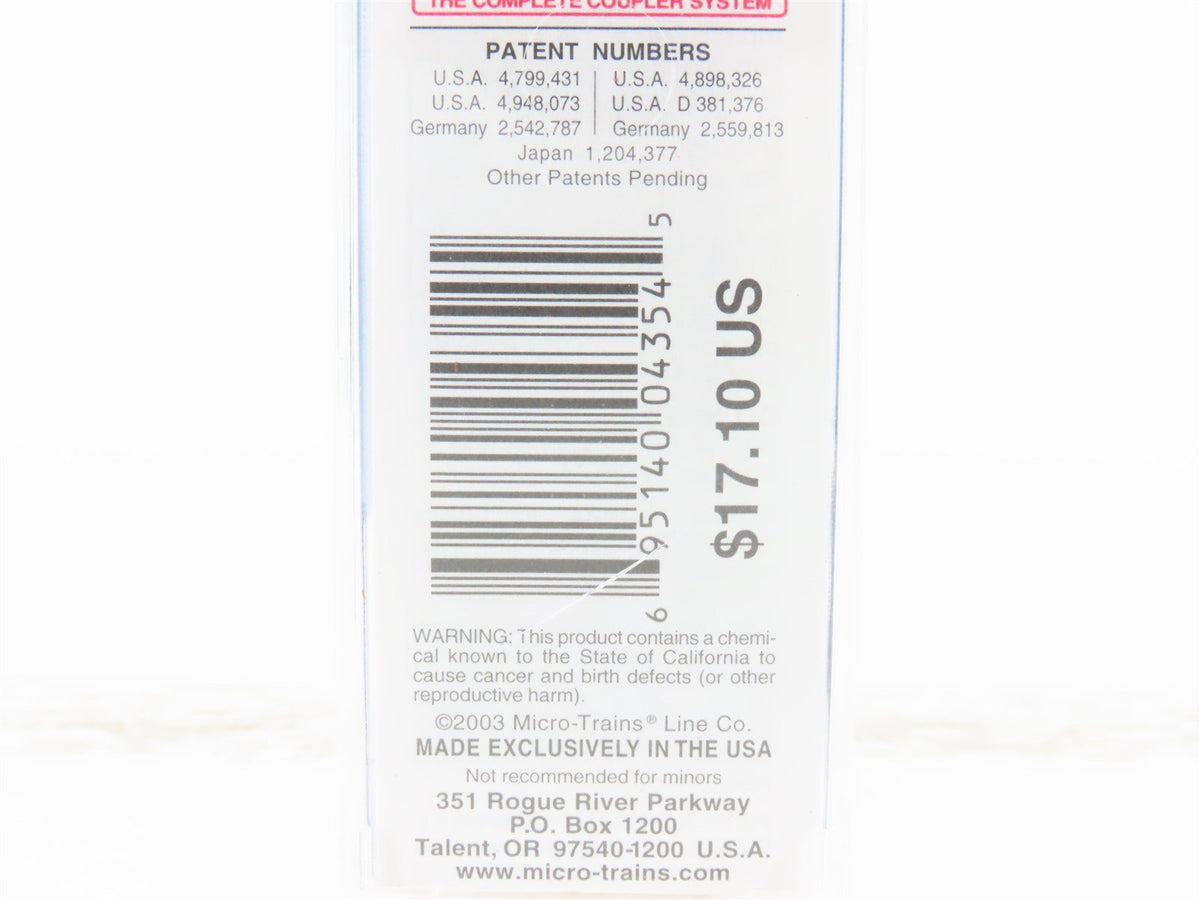 THE COMPLETE COUPLER SYSTEM
PATENT NUMBERS
U.S.A. 4,799,431 U.S.A. 4,898,326
U.S.A. 4,948,073 U.S.A. D 381,376
Germany 2,542,787 Germany 2,559,813
Japan 1,204,377
Other Patents Pending
6 95140 04354 5
$17.10 US
WARNING: This product contains a chemi-
cal known to the State of California to
cause cancer and birth defects (or other
reproductive harm).
©2003 Micro-Trains® Line Co.
MADE EXCLUSIVELY IN THE USA
Not recommended for minors
351 Rogue River Parkway
P.O. Box 1200
Talent, OR 97540-1200 U.S.A.
www.micro-trains.com